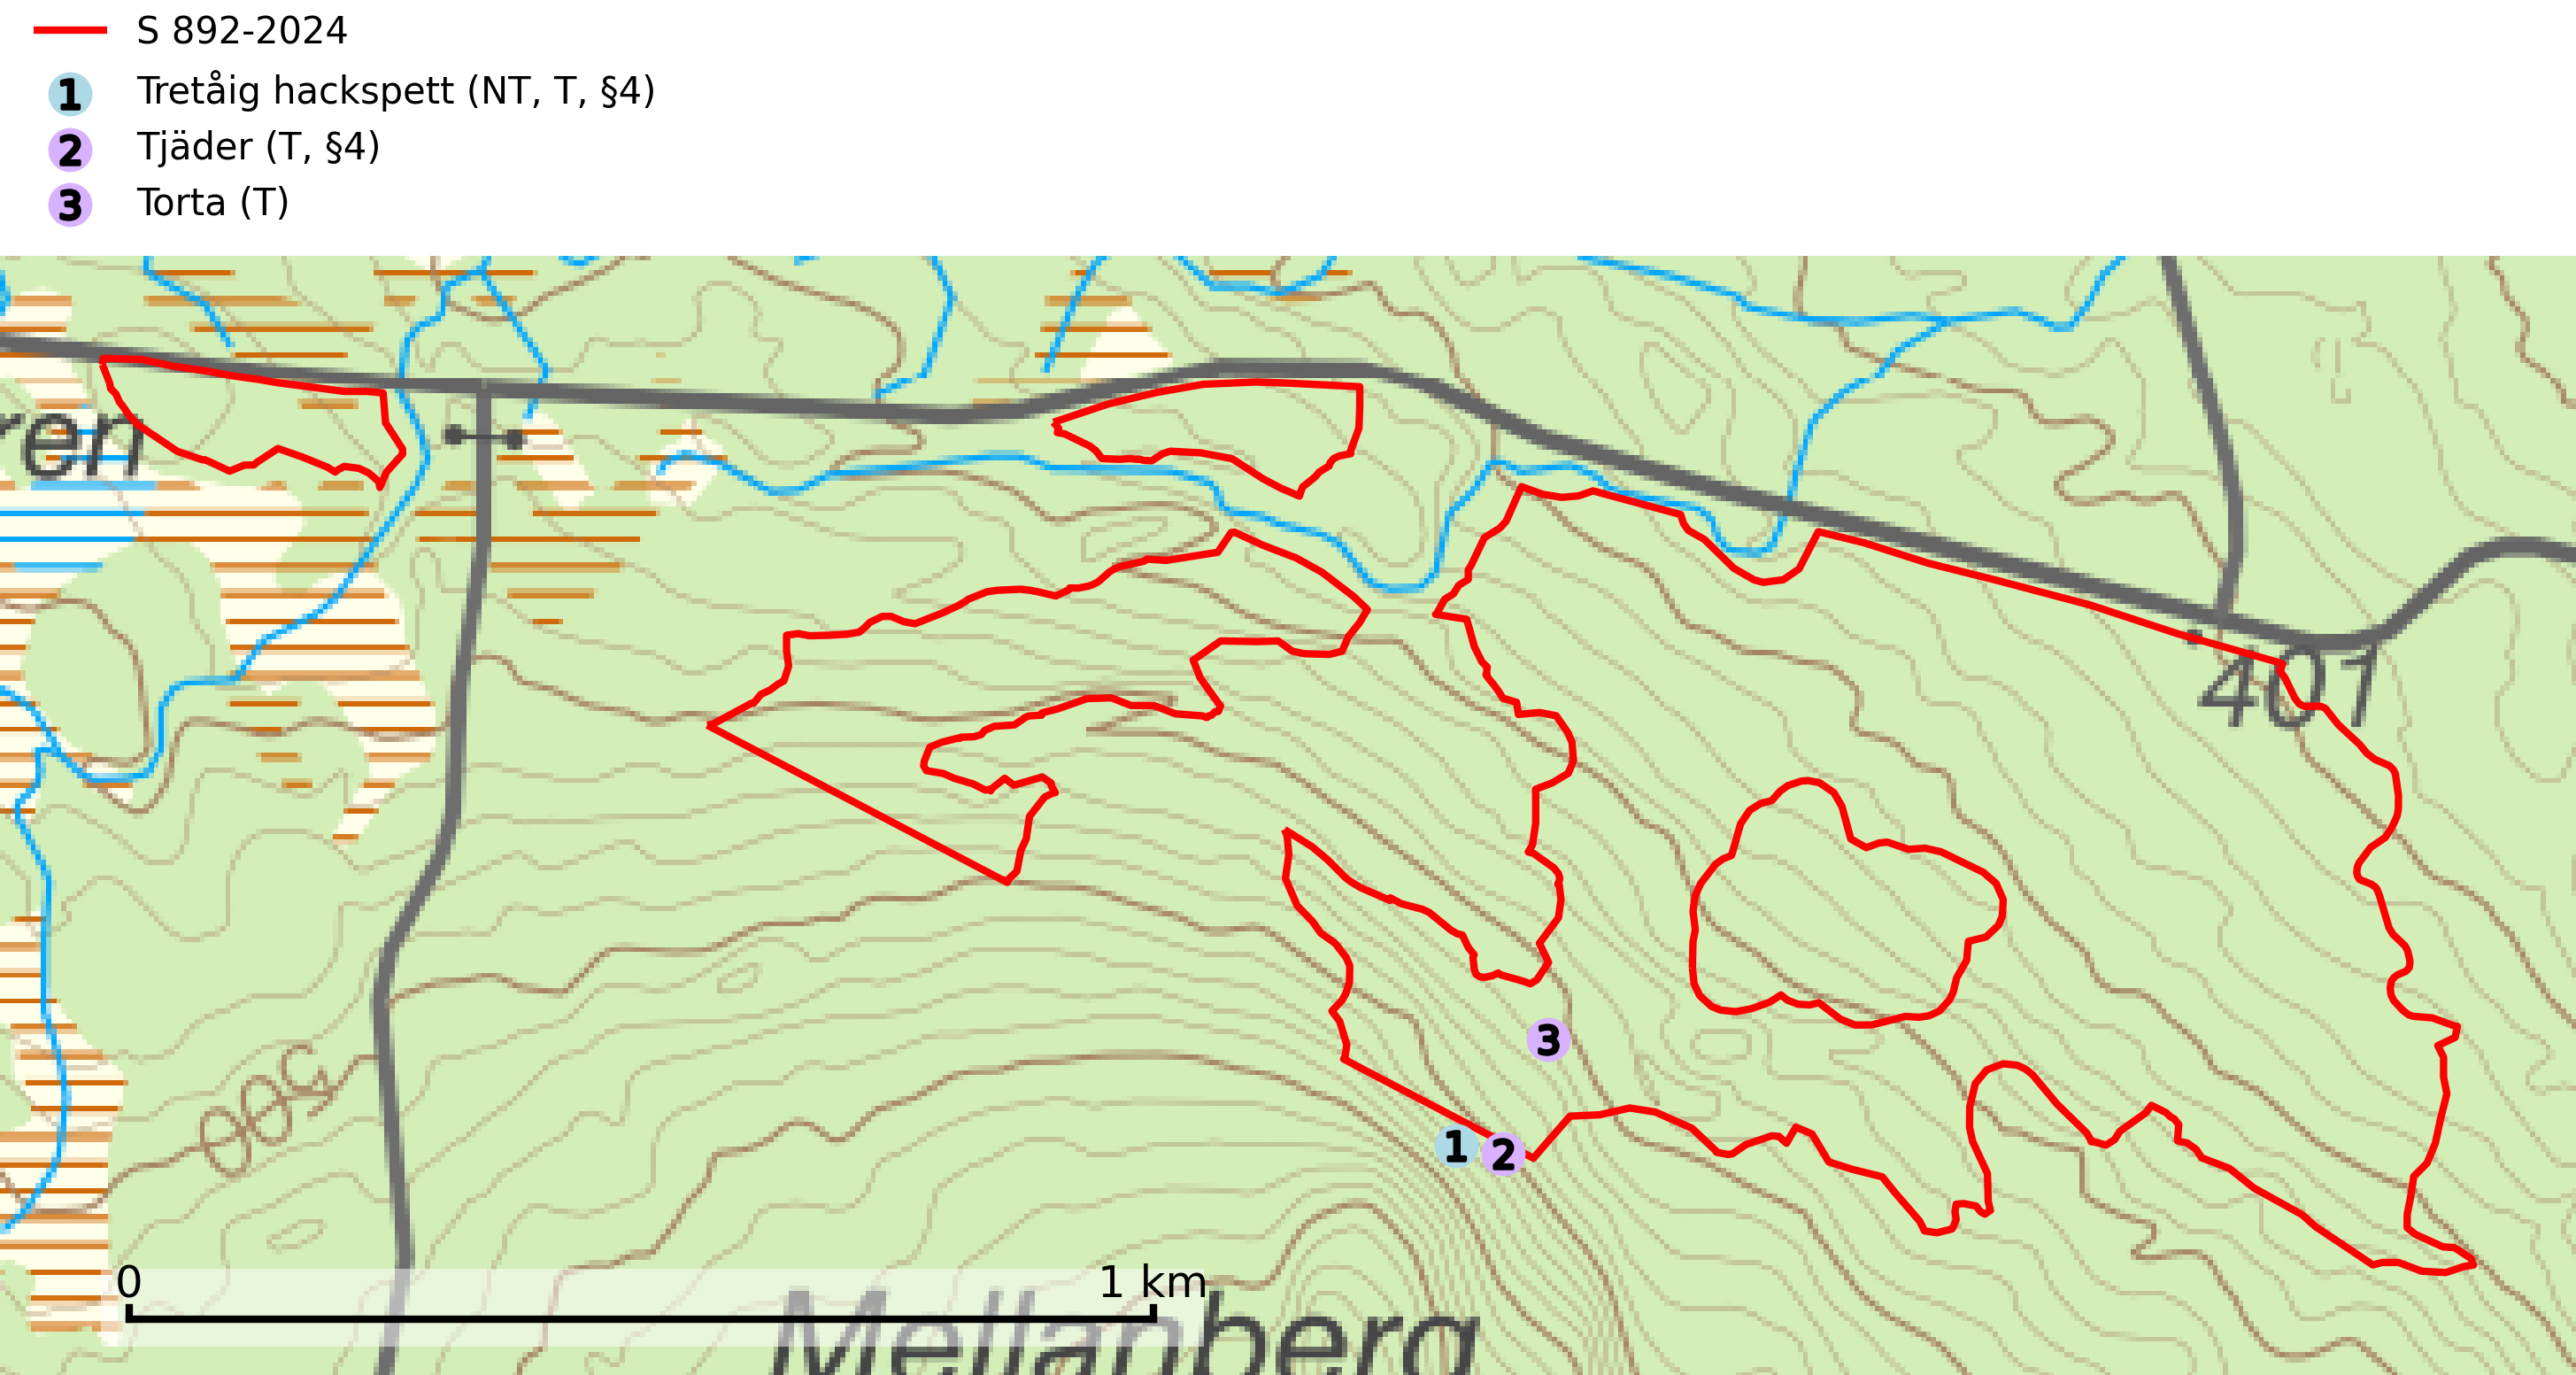 S 892-2024
1 Tretåig hackspett (NT, T, §4)
2 Tjäder (T, §4)
3 Torta (T)
ren
401
3
1 2
500
0 1 km
Mellanberg